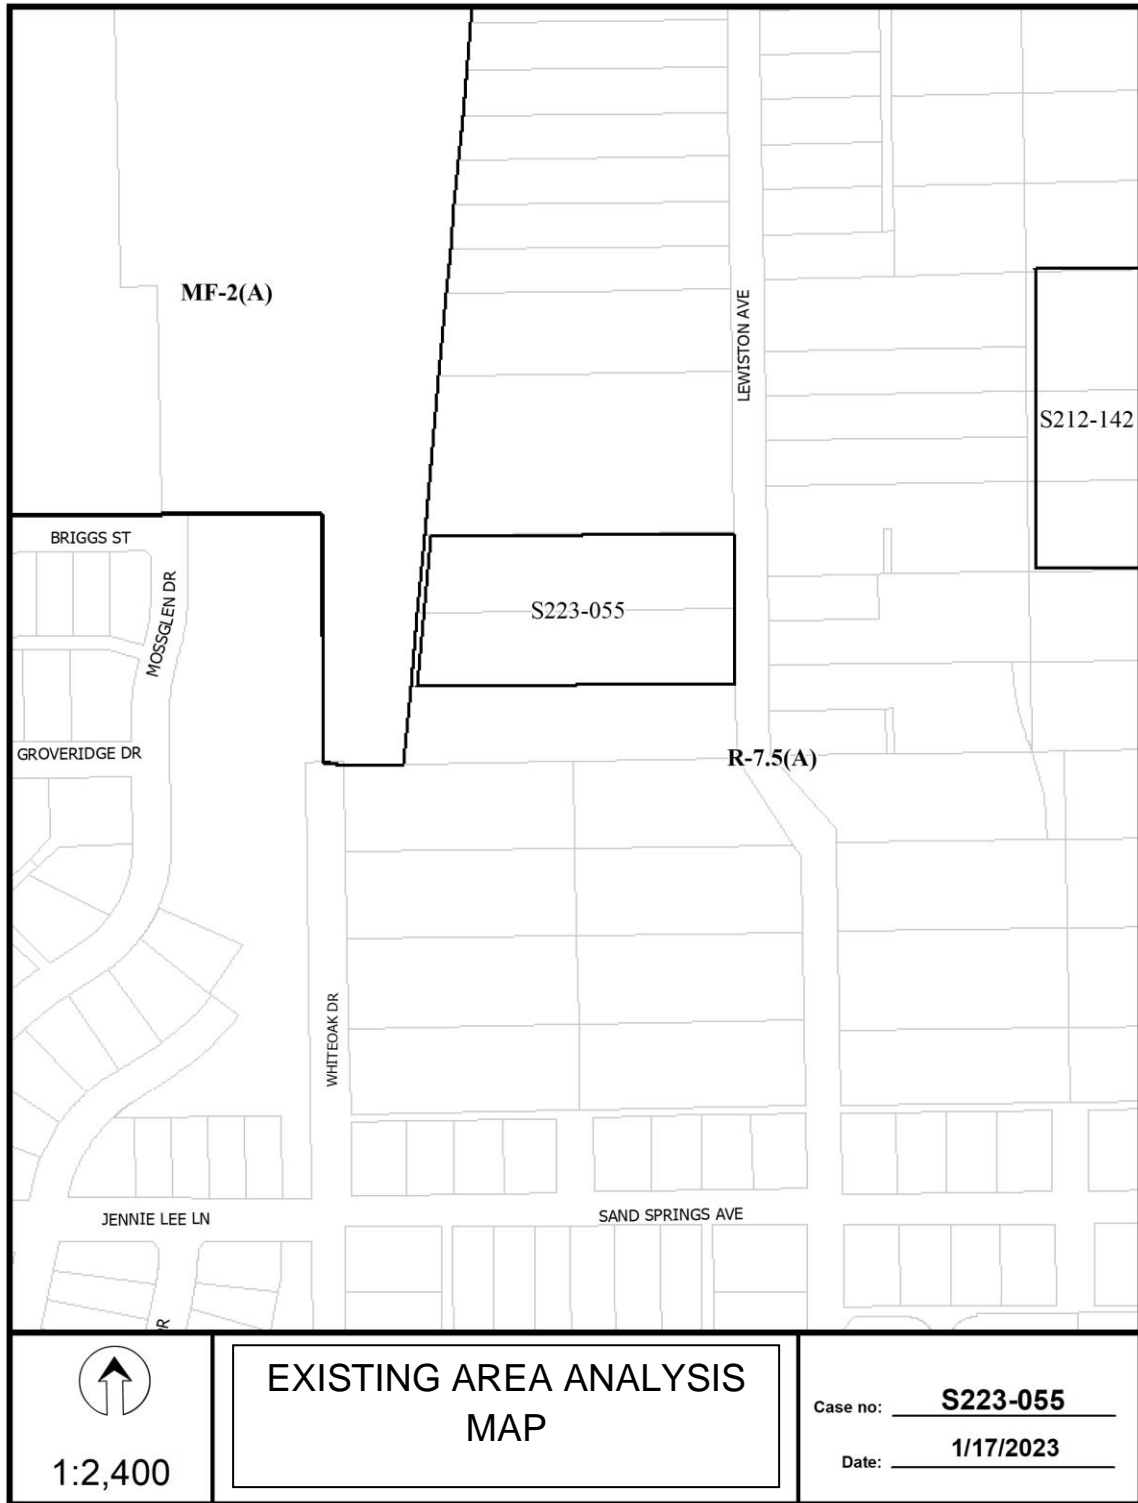 MF-2(A)
LEWISTON AVE
S212-142
BRIGGS ST
MOSSGLEN DR
S223-055
GROVERIDGE DR
R-7.5(A)
WHITEOAK DR
JENNIE LEE LN
SAND SPRINGS AVE
DR
1:2,400
EXISTING AREA ANALYSIS
MAP
Case no: S223-055
Date: 1/17/2023